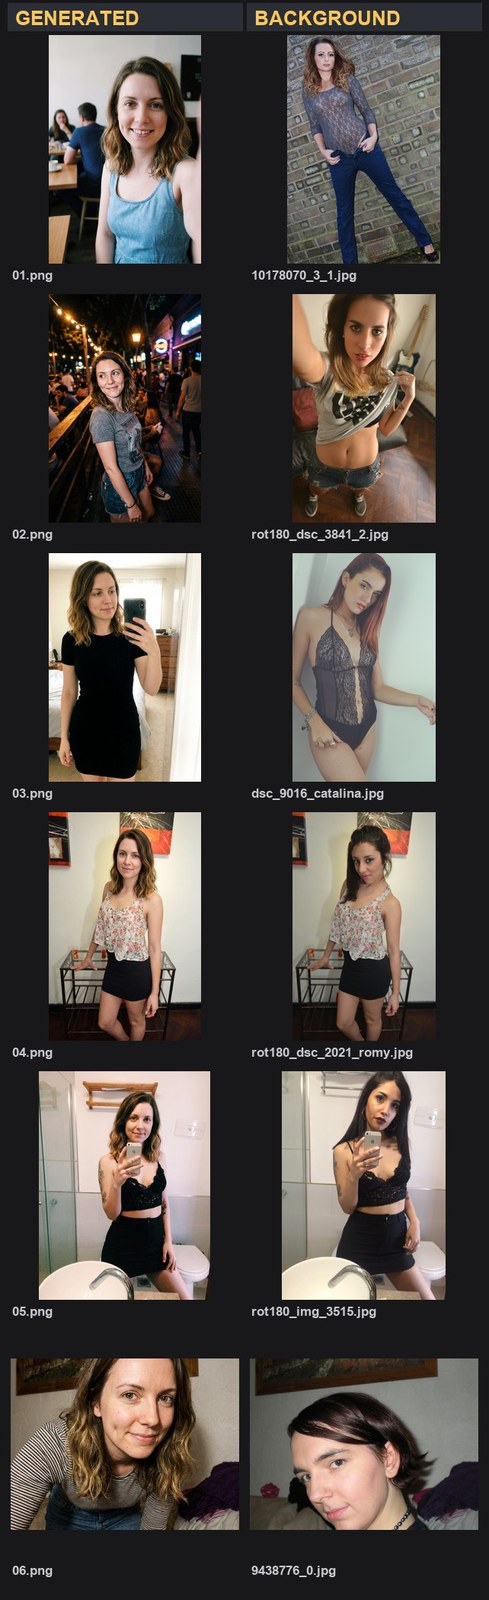 GENERATED BACKGROUND
01.png 10178070_3_1.jpg
02.png rot180_dsc_3841_2.jpg
03.png dsc_9016_catalina.jpg
04.png rot180_dsc_2021_romy.jpg
05.png rot180_img_3515.jpg
06.png 9438776_0.jpg